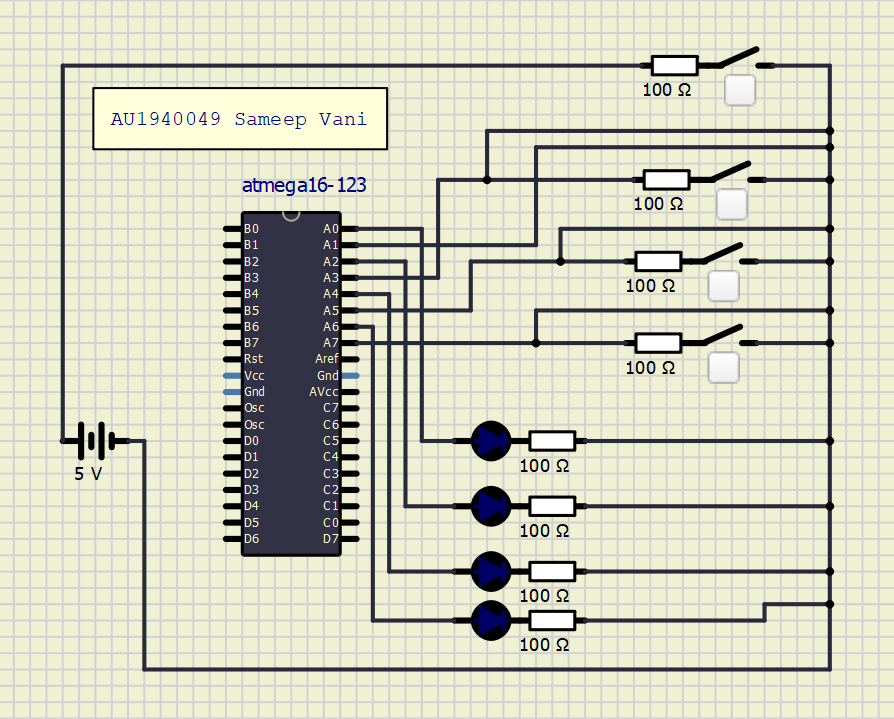 100 Ω
AU1940049 Sameep Vani
atmega16-123
100 Ω
B0 A0
B1 A1
B2 A2
100 Ω
B3 A3
B4 A4
B5 A5
B6 A6
B7 A7
Rst Aref
100 Ω
Vcc Gnd
Gnd AVcc
Osc C7
Osc C6
D0 C5
D1 C4
5 V
100 Ω
D2 C3
D3 C2
D4 C1
D5 C0
100 Ω
D6 D7
100 Ω
100 Ω